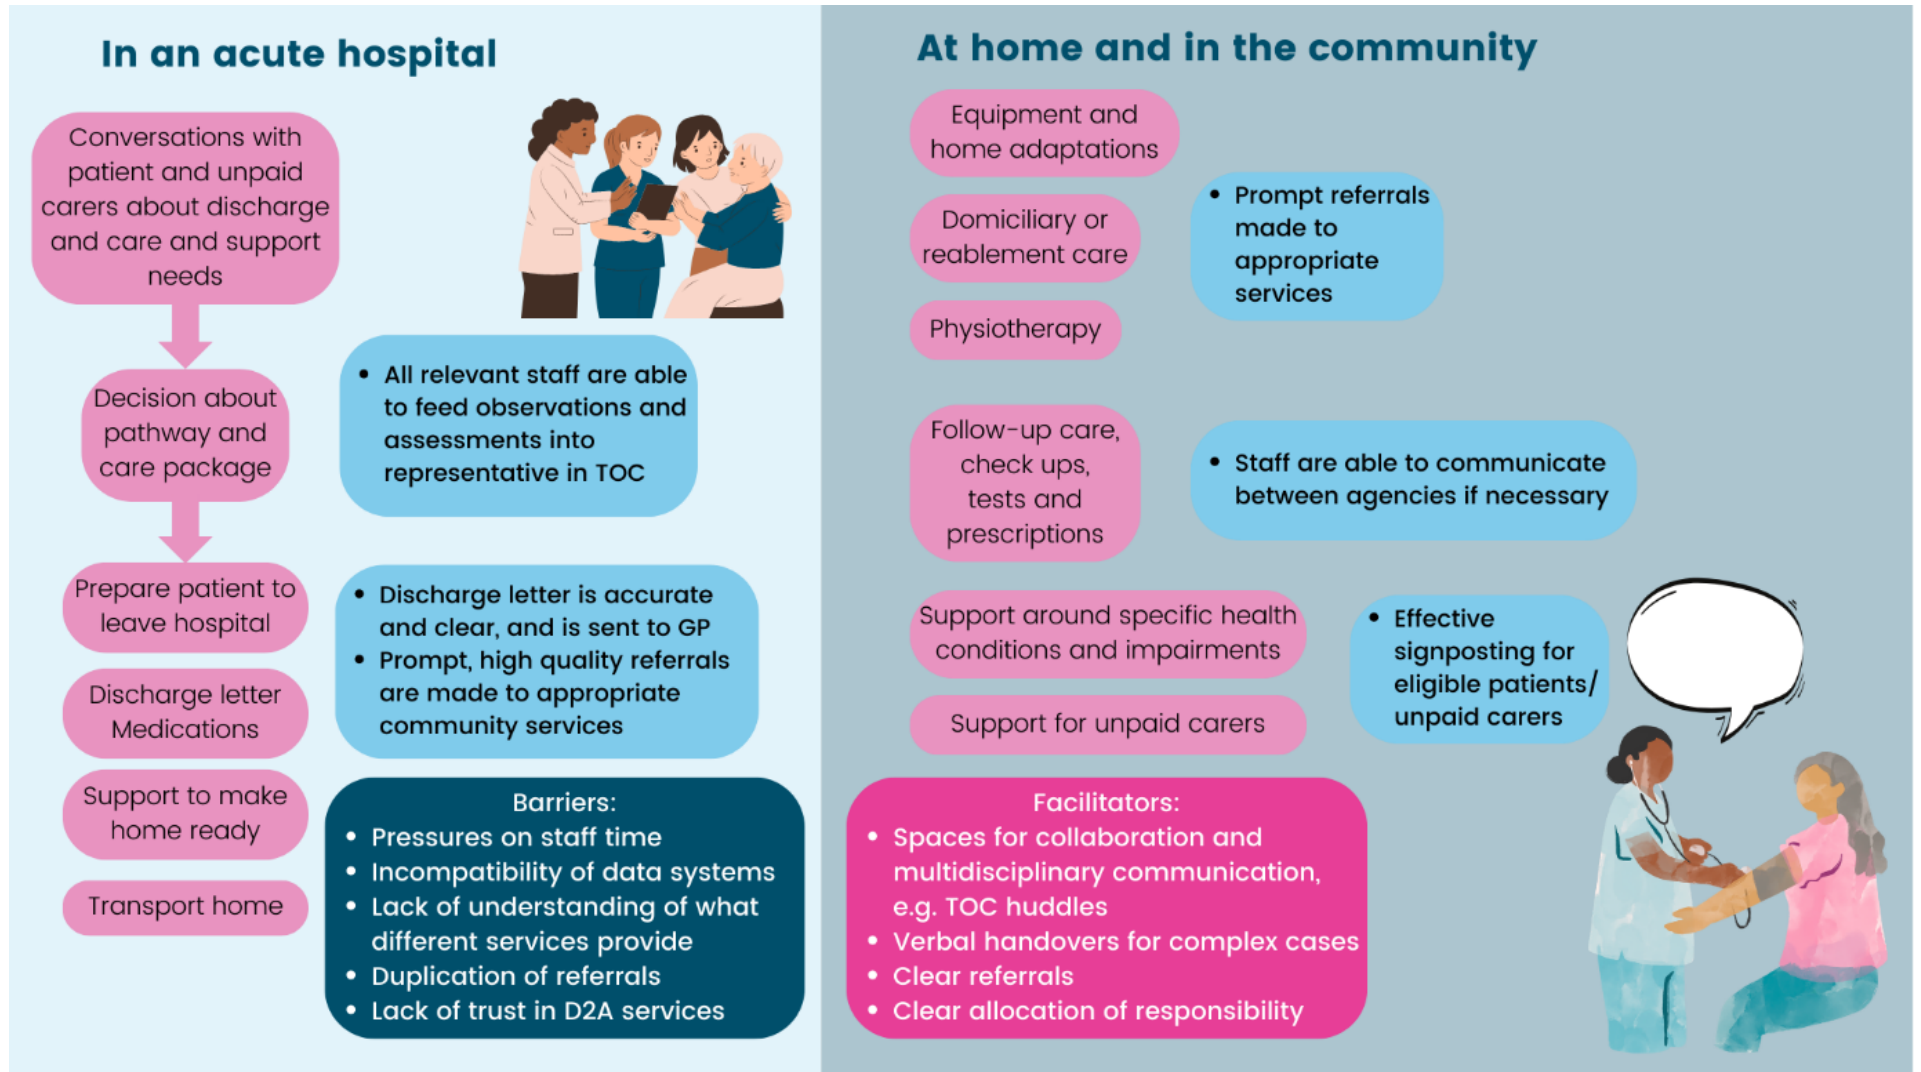 In an acute hospital
Conversations with
patient and unpaid
carers about discharge
and care and support
needs
Decision about
pathway and
care package
• All relevant staff are able
to feed observations and
assessments into
representative in TOC
Prepare patient to
leave hospital
Discharge letter
Medications
Support to make
home ready
Transport home
• Discharge letter is accurate
and clear, and is sent to GP
• Prompt, high quality referrals
are made to appropriate
community services
Barriers:
• Pressures on staff time
• Incompatibility of data systems
• Lack of understanding of what
different services provide
• Duplication of referrals
• Lack of trust in D2A services
At home and in the community
Equipment and
home adaptations
Domiciliary or
reablement care
Physiotherapy
• Prompt referrals
made to
appropriate
services
Follow-up care,
check ups,
tests and
prescriptions
• Staff are able to communicate
between agencies if necessary
Support around specific health
conditions and impairments
Support for unpaid carers
• Effective
signposting for
eligible patients/
unpaid carers
Facilitators:
• Spaces for collaboration and
multidisciplinary communication,
e.g. TOC huddles
• Verbal handovers for complex cases
• Clear referrals
• Clear allocation of responsibility